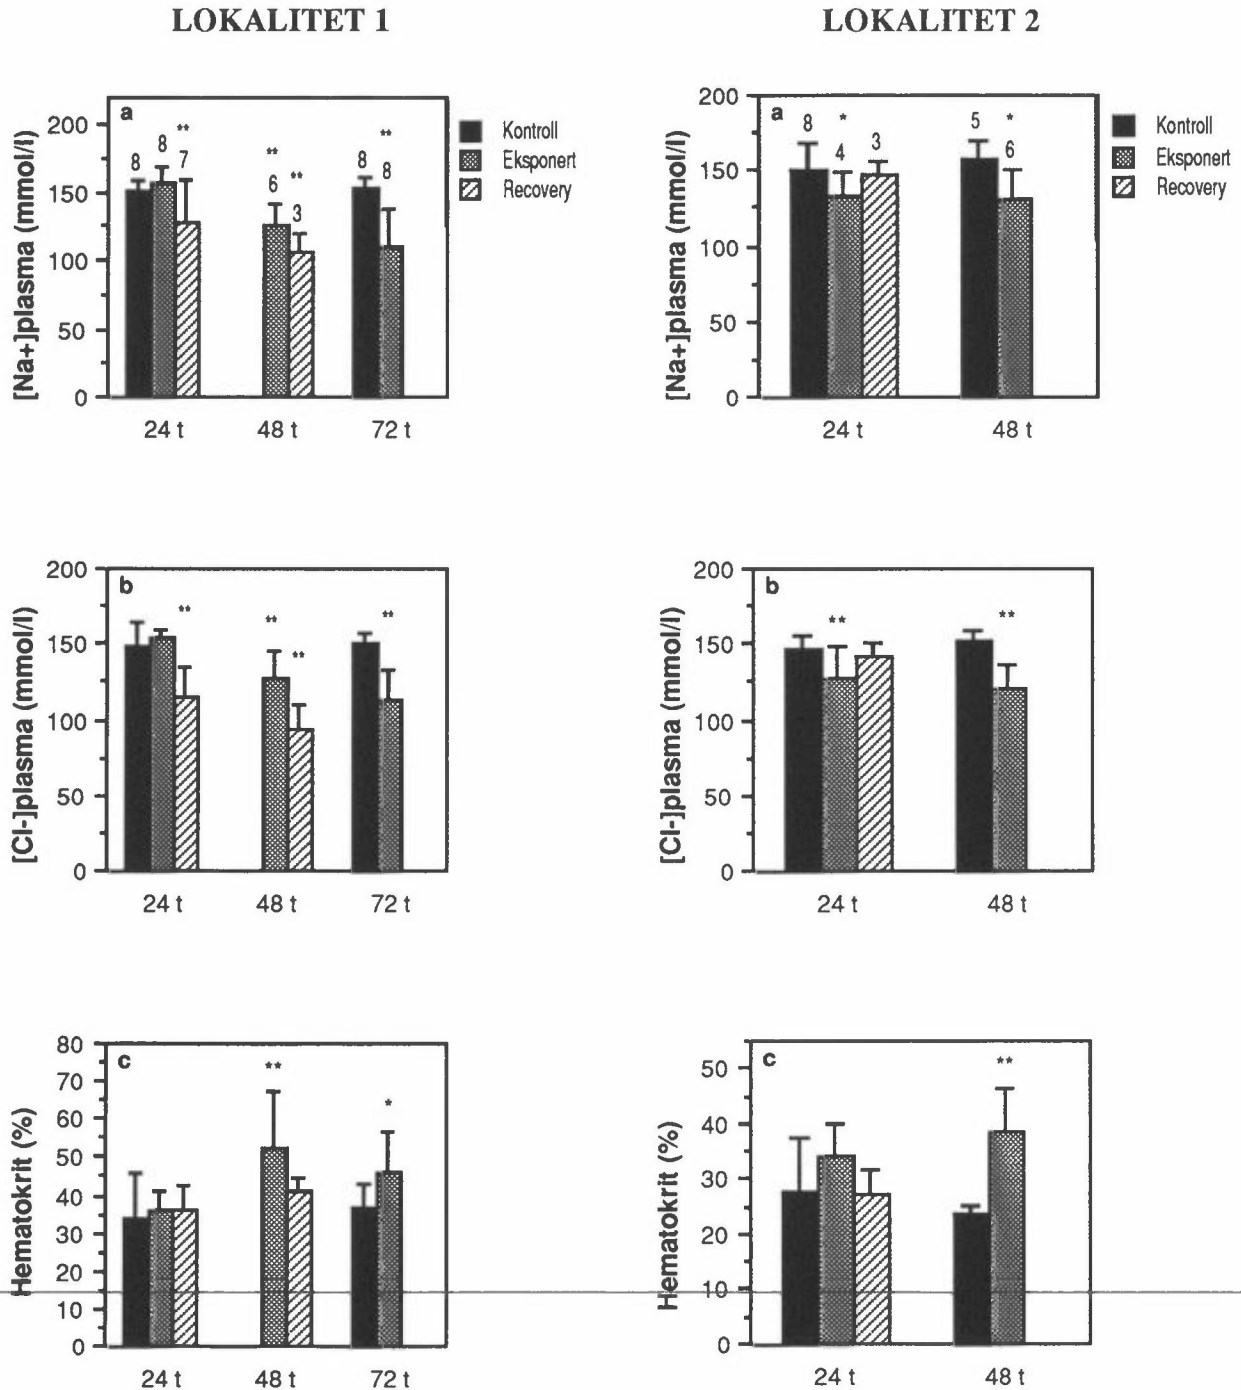 LOKALITET 1
LOKALITET 2
a
[Na+]plasma (mmol/l)
200
150
100
50
0
8
8
**
7
**
6
**
3
8
**
8
24 t
48 t
72 t
Kontroll
Eksponert
Recovery
a
[Na+]plasma (mmol/l)
200
150
100
50
0
8
*
4
3
5
*
6
24 t
48 t
Kontroll
Eksponert
Recovery
b
[Cl-]plasma (mmol/l)
200
150
100
50
0
**
**
**
**
24 t
48 t
72 t
b
[Cl-]plasma (mmol/l)
200
150
100
50
0
**
**
24 t
48 t
c
Hematokrit (%)
80
70
60
50
40
30
20
10
0
**
*
24 t
48 t
72 t
c
Hematokrit (%)
50
40
30
20
10
0
**
24 t
48 t